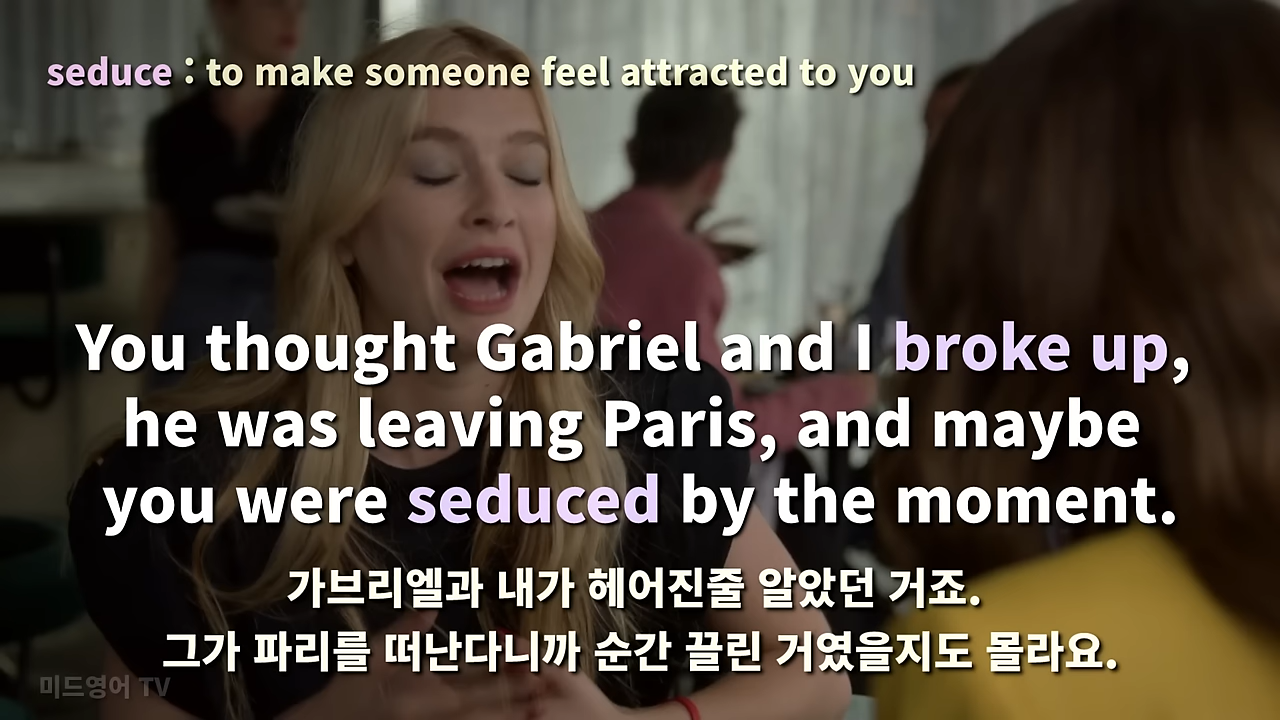 seduce : to make someone feel attracted to you
You thought Gabriel and I broke up,
he was leaving Paris, and maybe
you were seduced by the moment.
가브리엘과 내가 헤어진줄 알았던 거죠.
그가 파리를 떠난다니까 순간 끌린 거였을지도 몰라요.
미드영어 TV